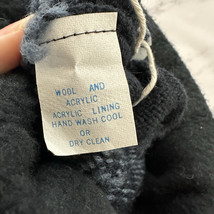 WOOL AND
ACRYLIC
ACRYLIC LINING
HAND WASH COOL
OR
DRY CLEAN